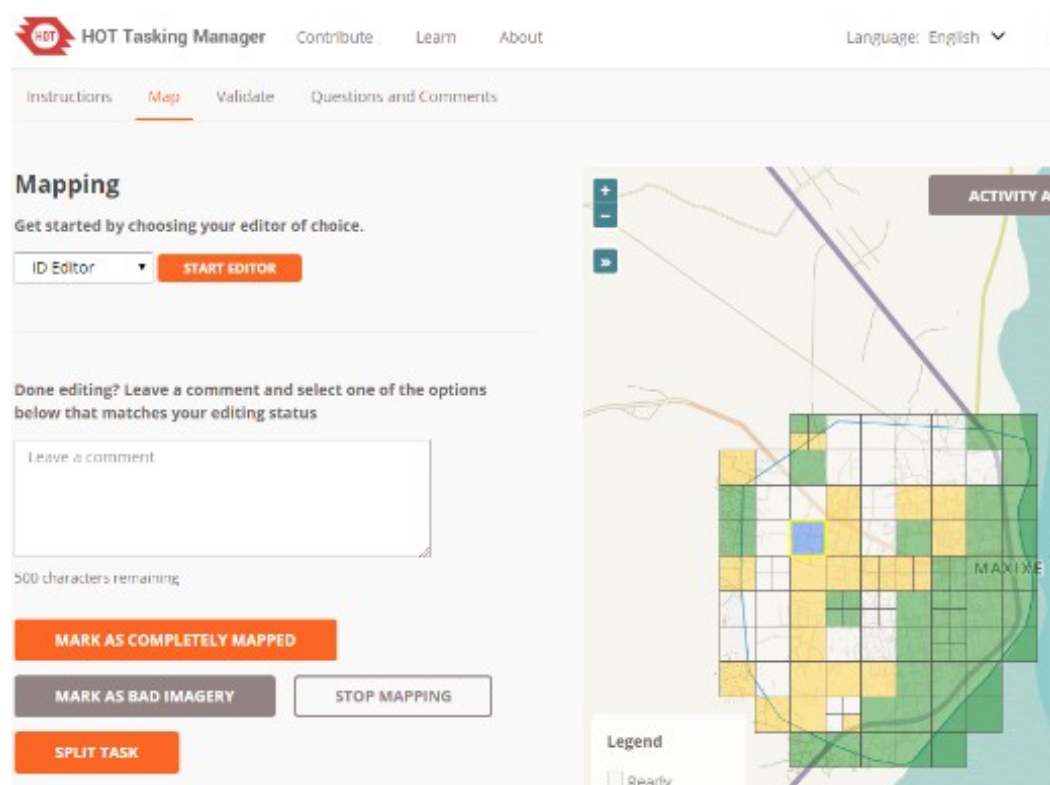 HOT
HOT Tasking Manager Contribute Learn About Language: English
Instructions Map Validate Questions and Comments
Mapping
Get started by choosing your editor of choice.
ID Editor START EDITOR
Done editing? Leave a comment and select one of the options
below that matches your editing status
Leave a comment
500 characters remaining
MARK AS COMPLETELY MAPPED
MARK AS BAD IMAGERY STOP MAPPING
SPLIT TASK
+
−
»
ACTIVITY A
MAXIXE
Legend
Ready